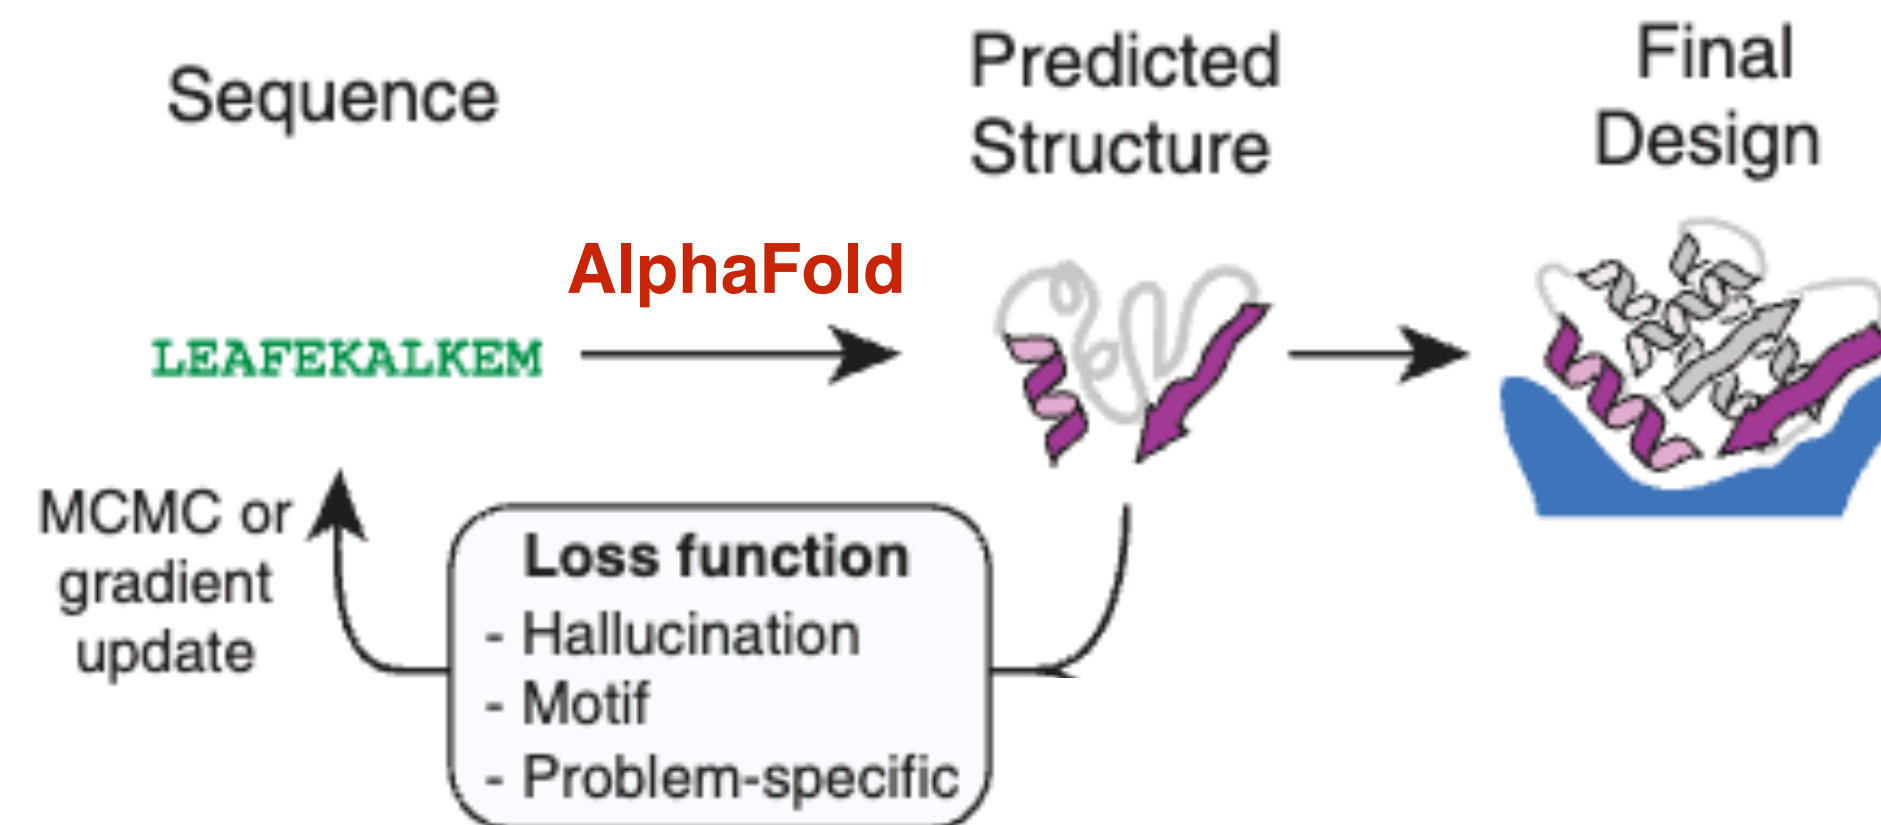 Sequence
Predicted
Structure
Final
Design
AlphaFold
LEAFEKALKEM
MCMC or
gradient
update
Loss function
- Hallucination
- Motif
- Problem-specific